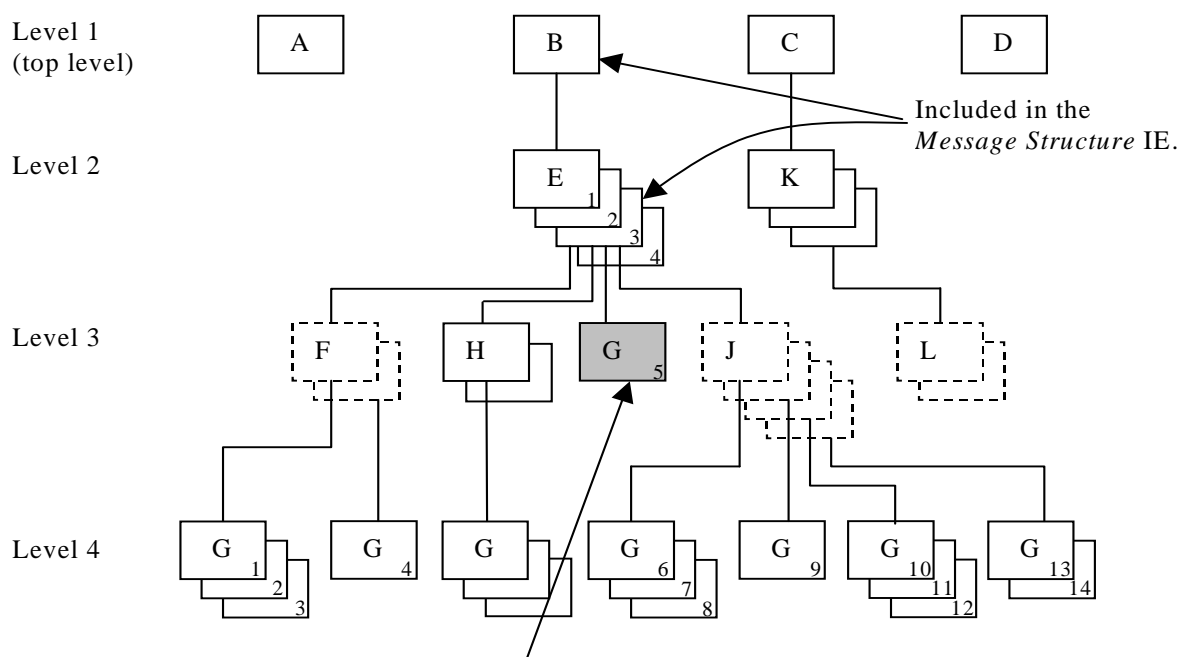 Level 1
(top level)
A
B
C
D
Included in the
Message Structure IE.
Level 2
E
1
2
3
4
K
Level 3
F
H
G
5
J
L
Level 4
G
1
2
3
G
4
G
G
6
7
8
G
9
G
10
11
12
G
13
14